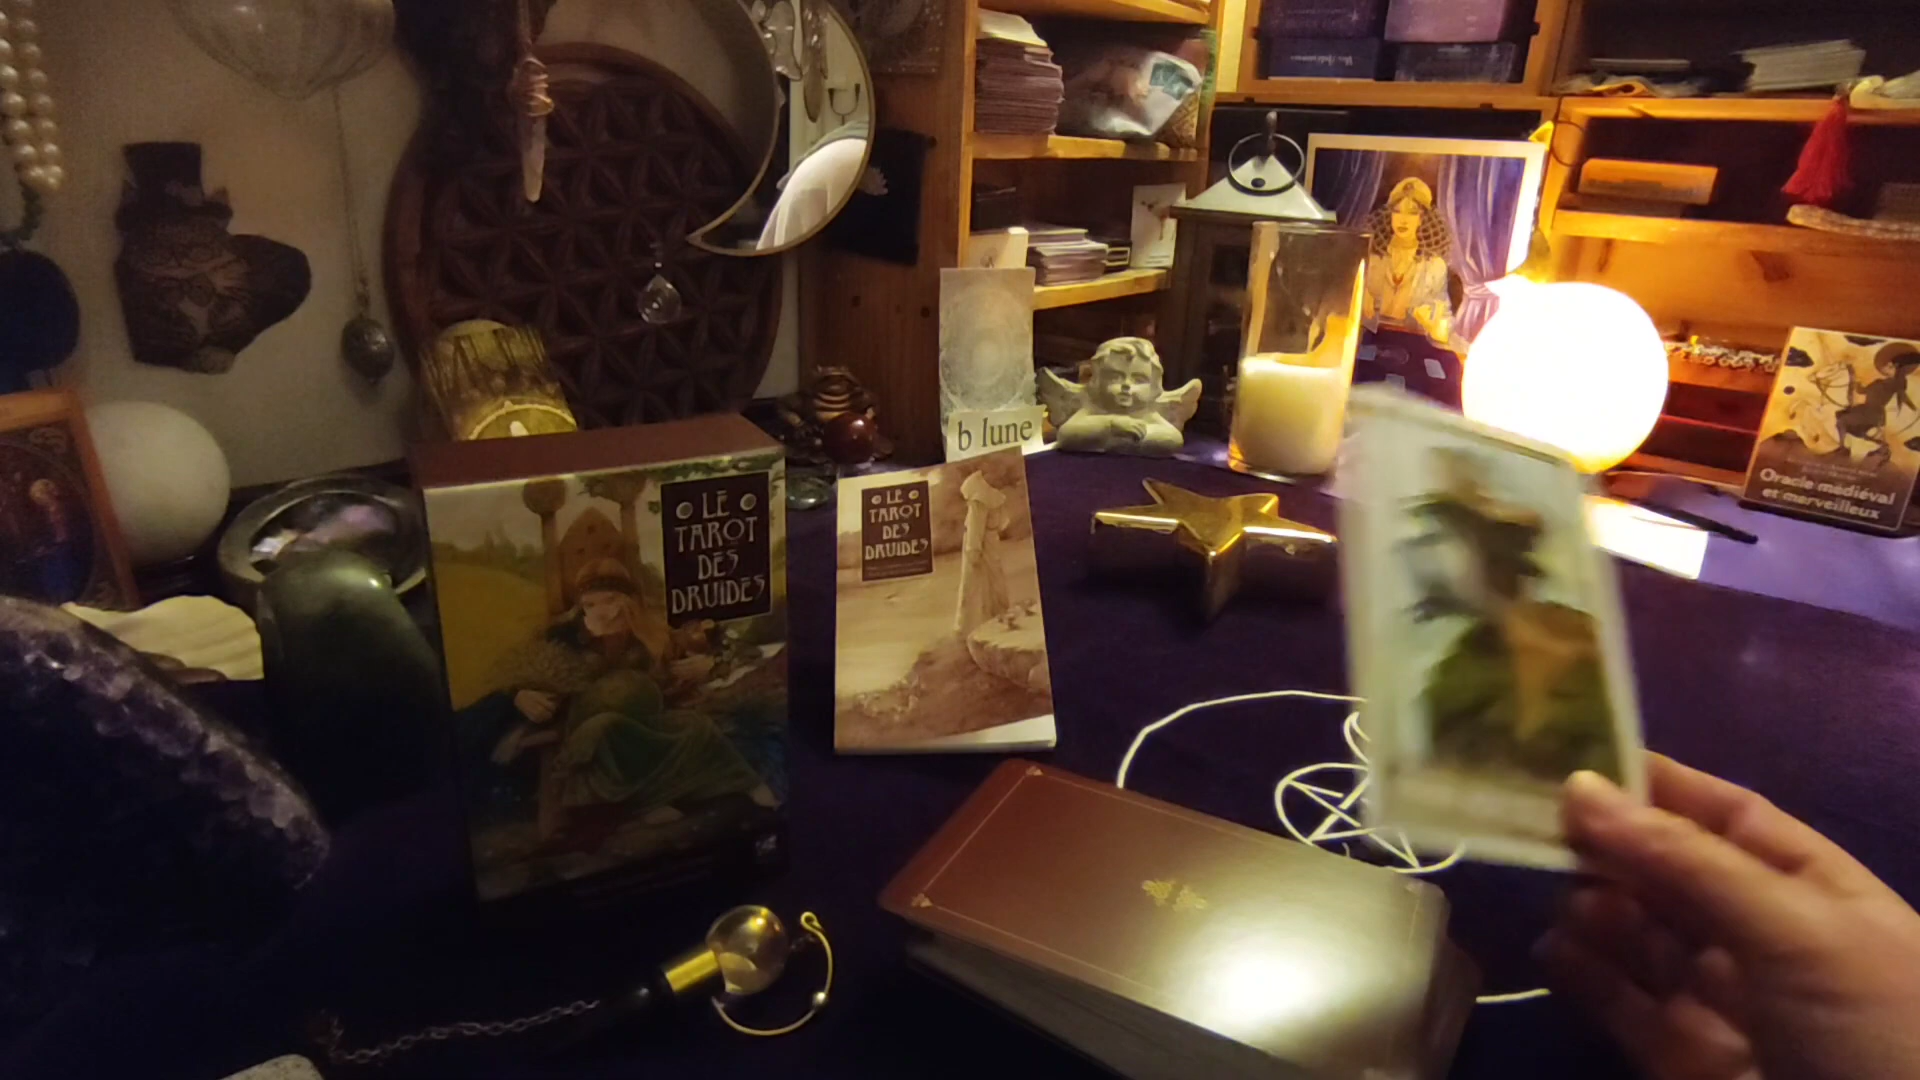 b lune
LE
TAROT
DES
DRUIDES
LE
TAROT
DES
DRUIDES
Oracle médiéval
et merveilleux